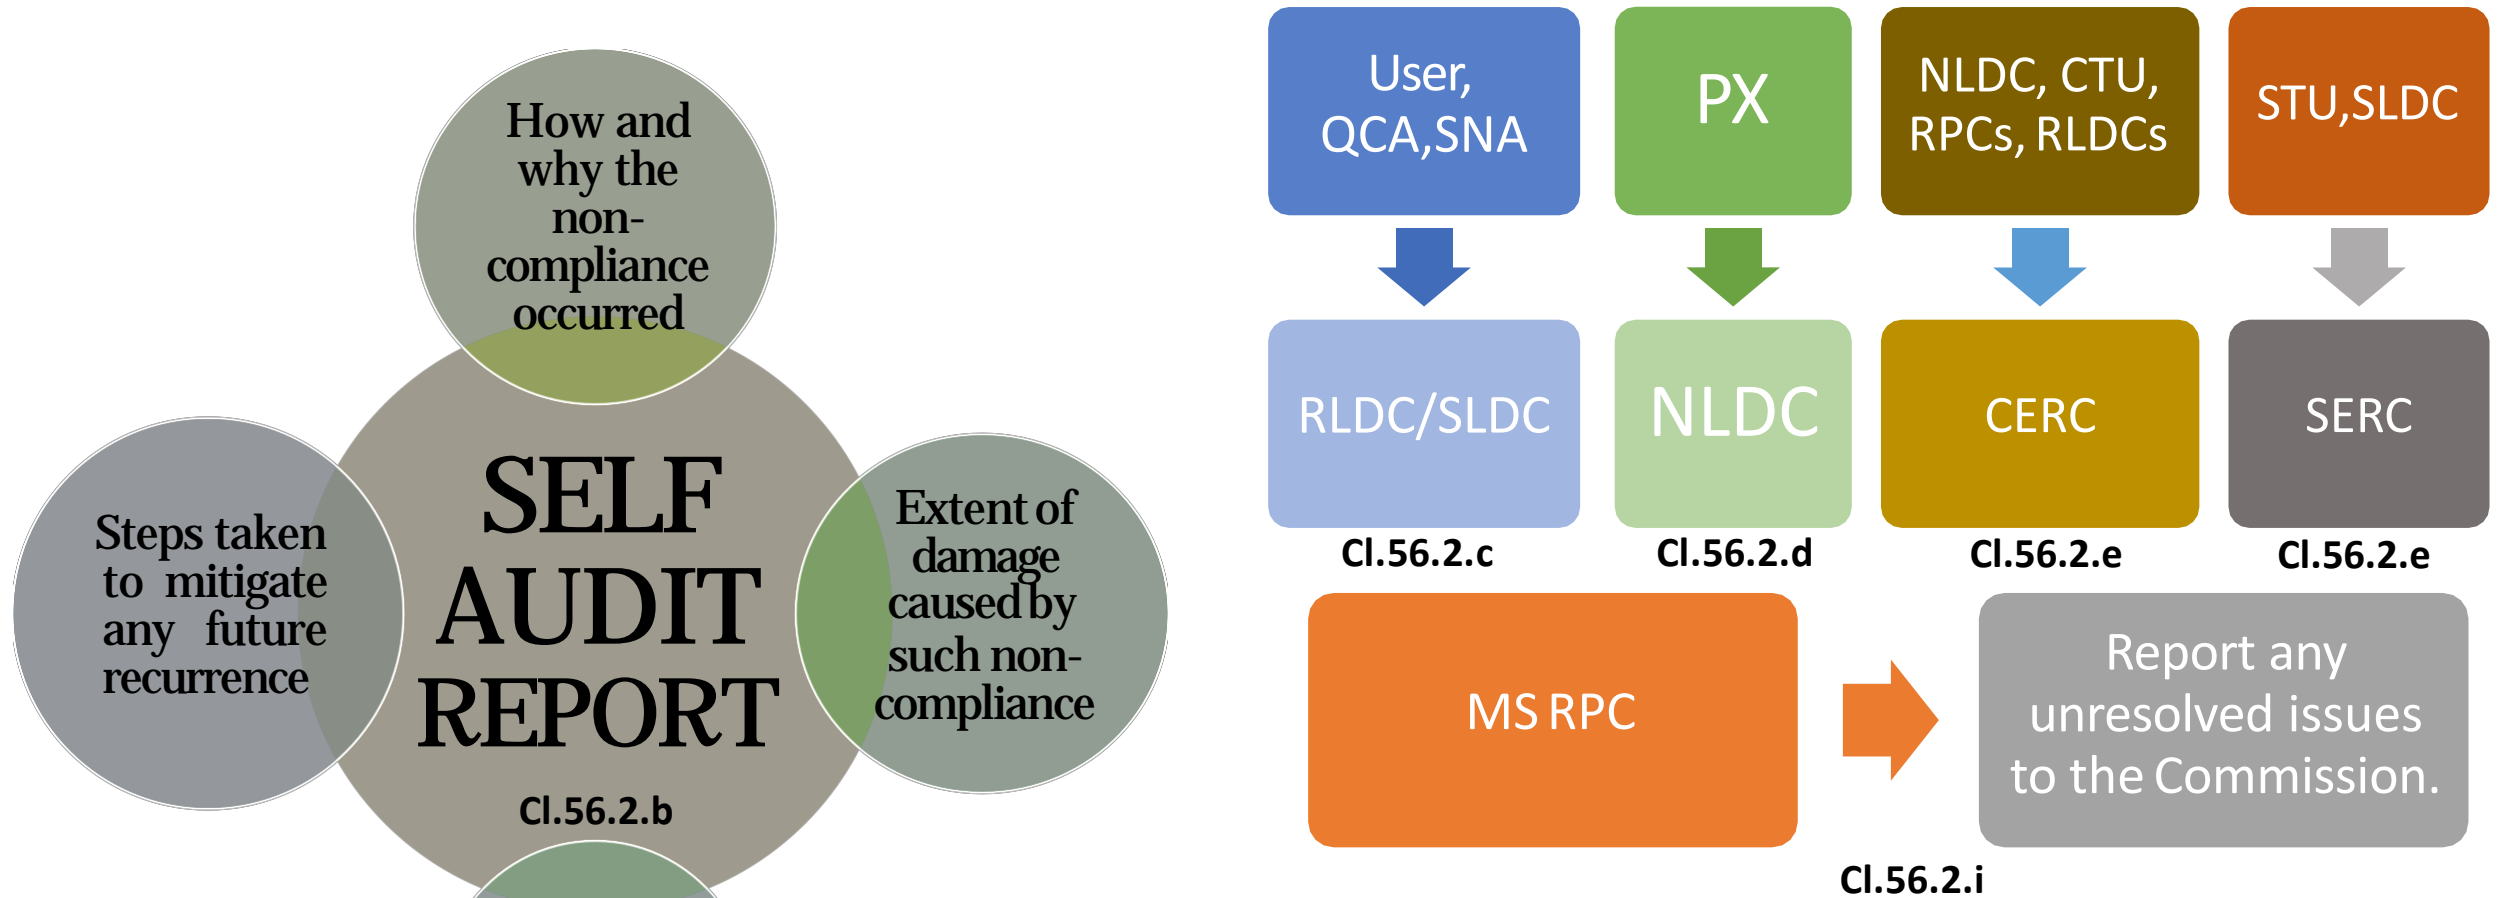 How and
why the
non-
compliance
occurred
Steps taken
to mitigate
any future
recurrence
SELF
AUDIT
REPORT
Cl.56.2.b
Extent of
damage
caused by
such non-
compliance
User,
QCA,SNA
PX
NLDC, CTU,
RPCs, RLDCs
STU,SLDC
RLDC/SLDC
NLDC
CERC
SERC
Cl.56.2.c
Cl.56.2.d
Cl.56.2.e
Cl.56.2.e
MS RPC
Report any
unresolved issues
to the Commission.
Cl.56.2.i